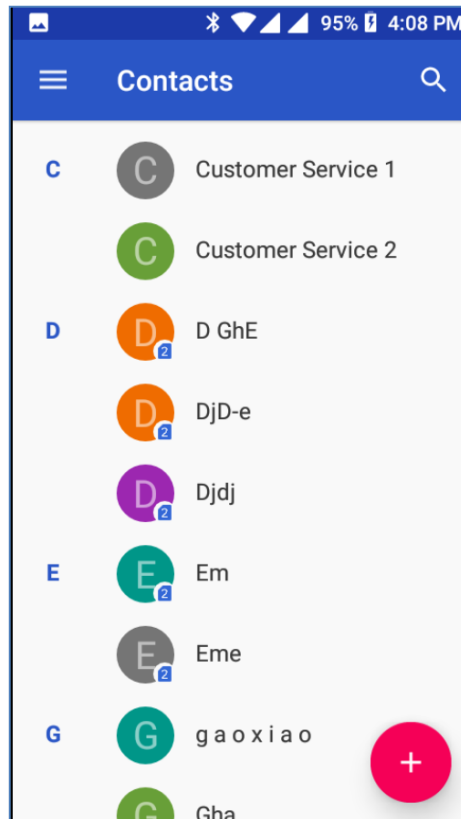 95% 4:08 PM
Contacts
C
C Customer Service 1
C Customer Service 2
D
D 2 D GhE
D 2 DjD-e
D 2 Djdj
E
E 2 Em
E 2 Eme
G
G g a o x i a o
G Gha